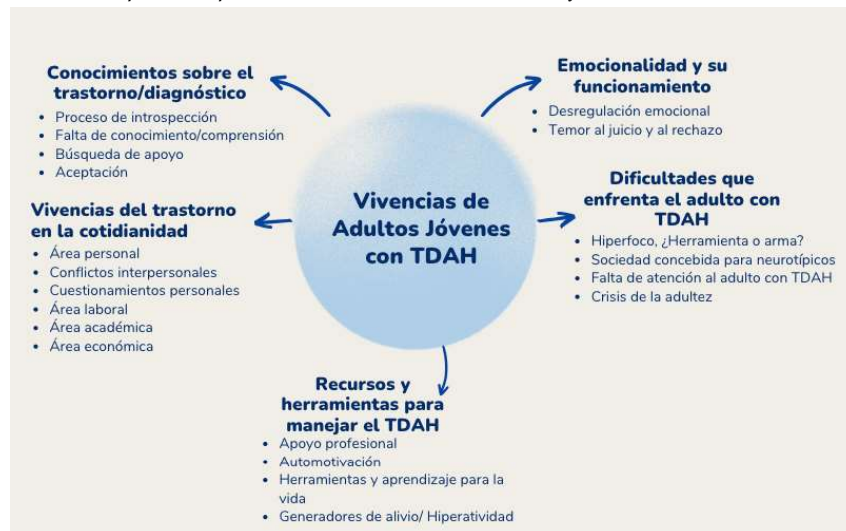 Conocimientos sobre el
trastorno/diagnóstico
• Proceso de introspección
• Falta de conocimiento/comprensión
• Búsqueda de apoyo
• Aceptación
Emocionalidad y su
funcionamiento
• Desregulación emocional
• Temor al juicio y al rechazo
Vivencias de
Adultos Jóvenes
con TDAH
Vivencias del trastorno
en la cotidianidad
• Área personal
• Conflictos interpersonales
• Cuestionamientos personales
• Área laboral
• Área académica
• Área económica
Dificultades que
enfrenta el adulto con
TDAH
• Hiperfoco, ¿Herramienta o arma?
• Sociedad concebida para neurotípicos
• Falta de atención al adulto con TDAH
• Crisis de la adultez
Recursos y
herramientas para
manejar el TDAH
• Apoyo profesional
• Automotivación
• Herramientas y aprendizaje para la
vida
• Generadores de alivio/ Hiperatividad